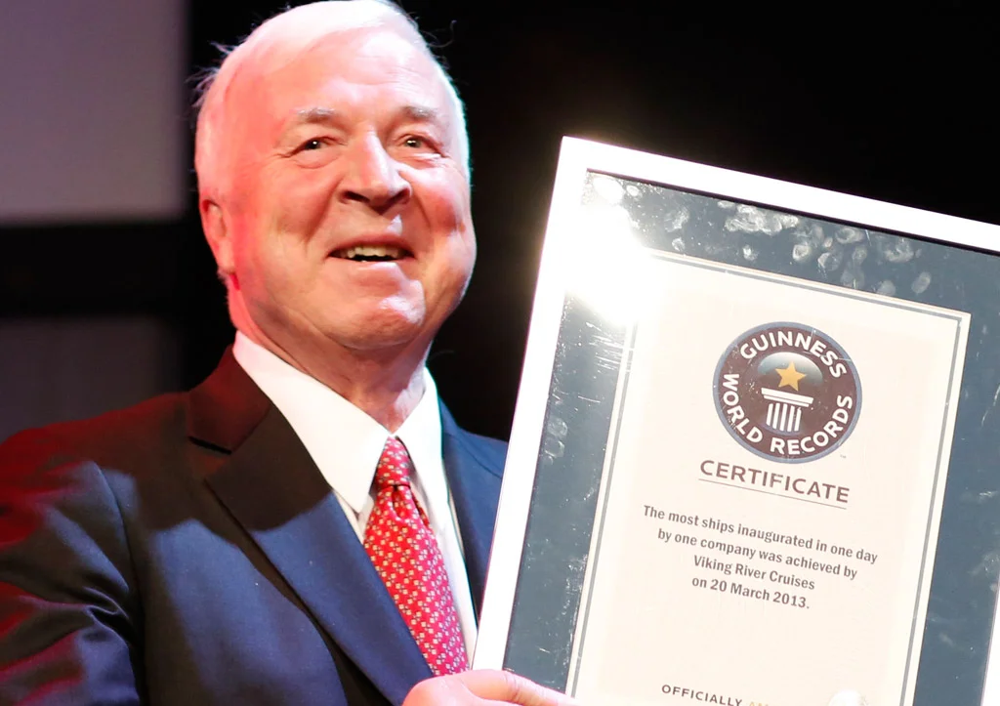 GUINNESS
WORLD RECORDS
CERTIFICATE
The most ships inaugurated in one day
by one company was achieved by
Viking River Cruises
on 20 March 2013.
OFFICIALLY